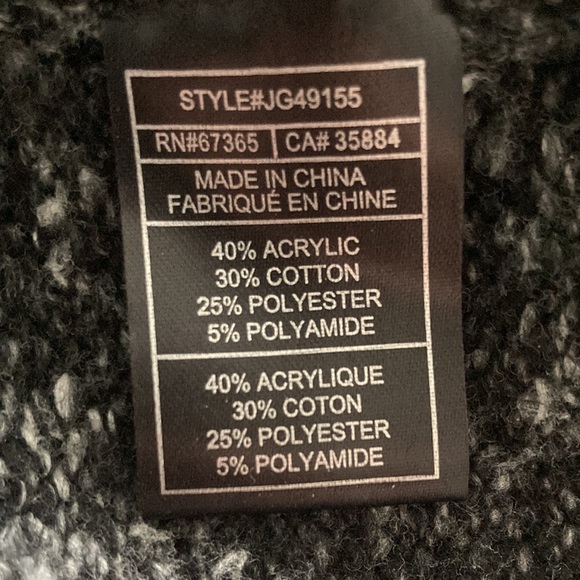 STYLE#JG49155
RN#67365 | CA# 35884
MADE IN CHINA
FABRIQUÉ EN CHINE
40% ACRYLIC
30% COTTON
25% POLYESTER
5% POLYAMIDE
40% ACRYLIQUE
30% COTON
25% POLYESTER
5% POLYAMIDE